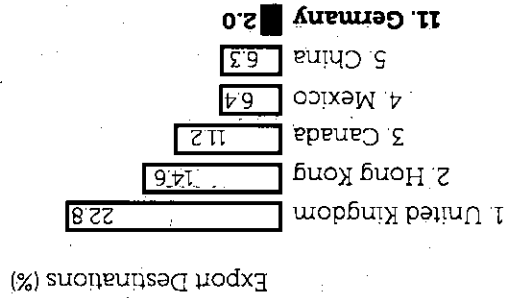 Export Destinations (%)
1. United Kingdom 22.8
2. Hong Kong 14.6
3. Canada 11.2
4. Mexico 6.4
5. China 6.3
11. Germany 2.0